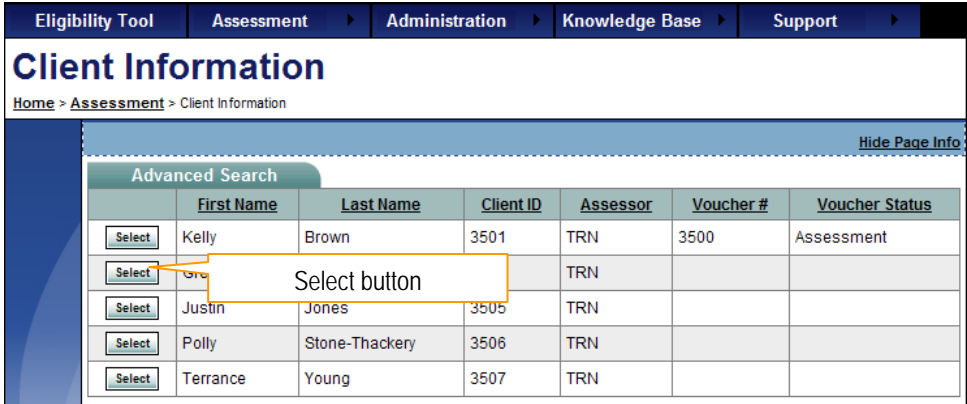 Eligibility Tool Assessment Administration Knowledge Base Support
Client Information
Home > Assessment > Client Information
Hide Page Info
Advanced Search
First Name Last Name Client ID Assessor Voucher # Voucher Status
Select Kelly Brown 3501 TRN 3500 Assessment
Select TRN
Select button
Select Justin Jones 3505 TRN
Select Polly Stone-Thackery 3506 TRN
Select Terrance Young 3507 TRN